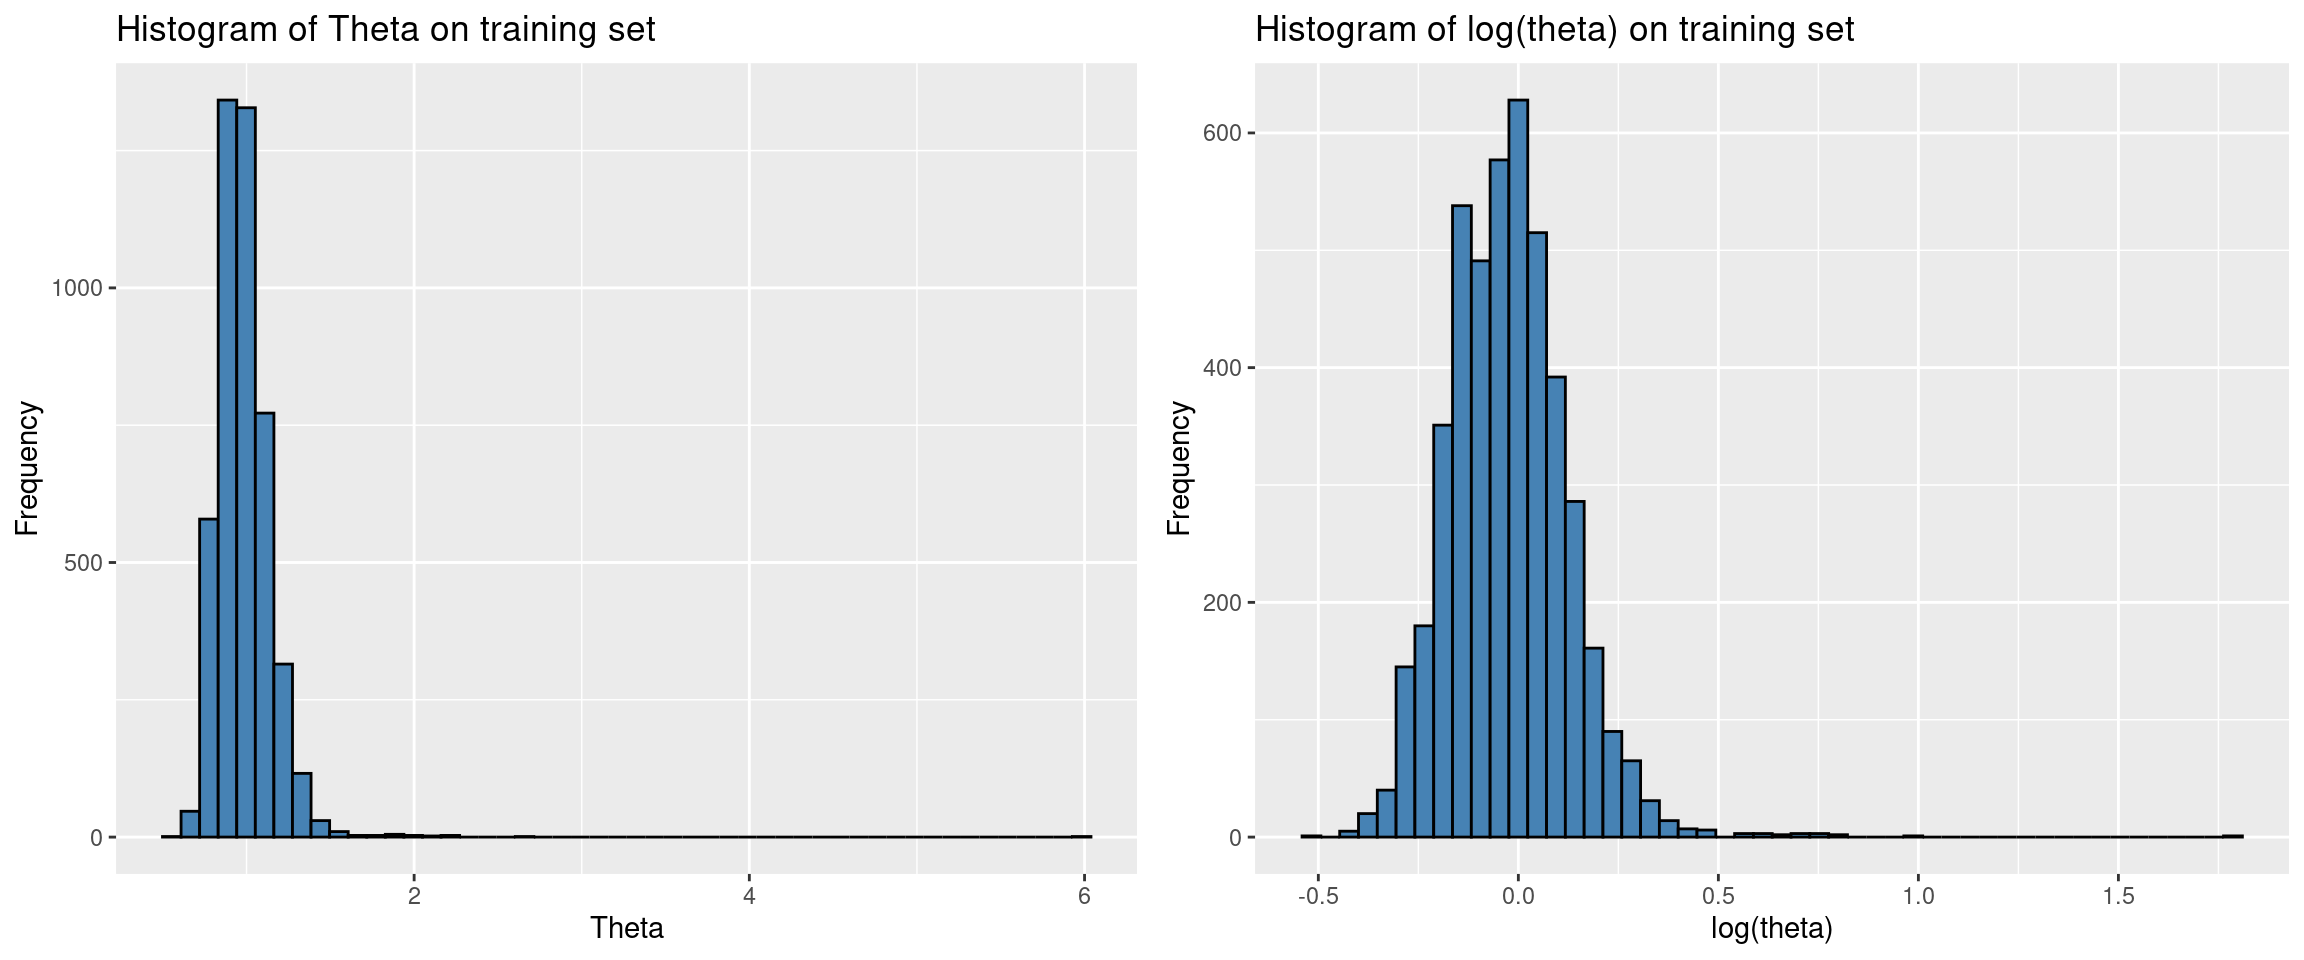 Histogram of Theta on training set
Frequency
1000
500
0
2
4
6
Theta
Histogram of log(theta) on training set
Frequency
600
400
200
0
-0.5
0.0
0.5
1.0
1.5
log(theta)